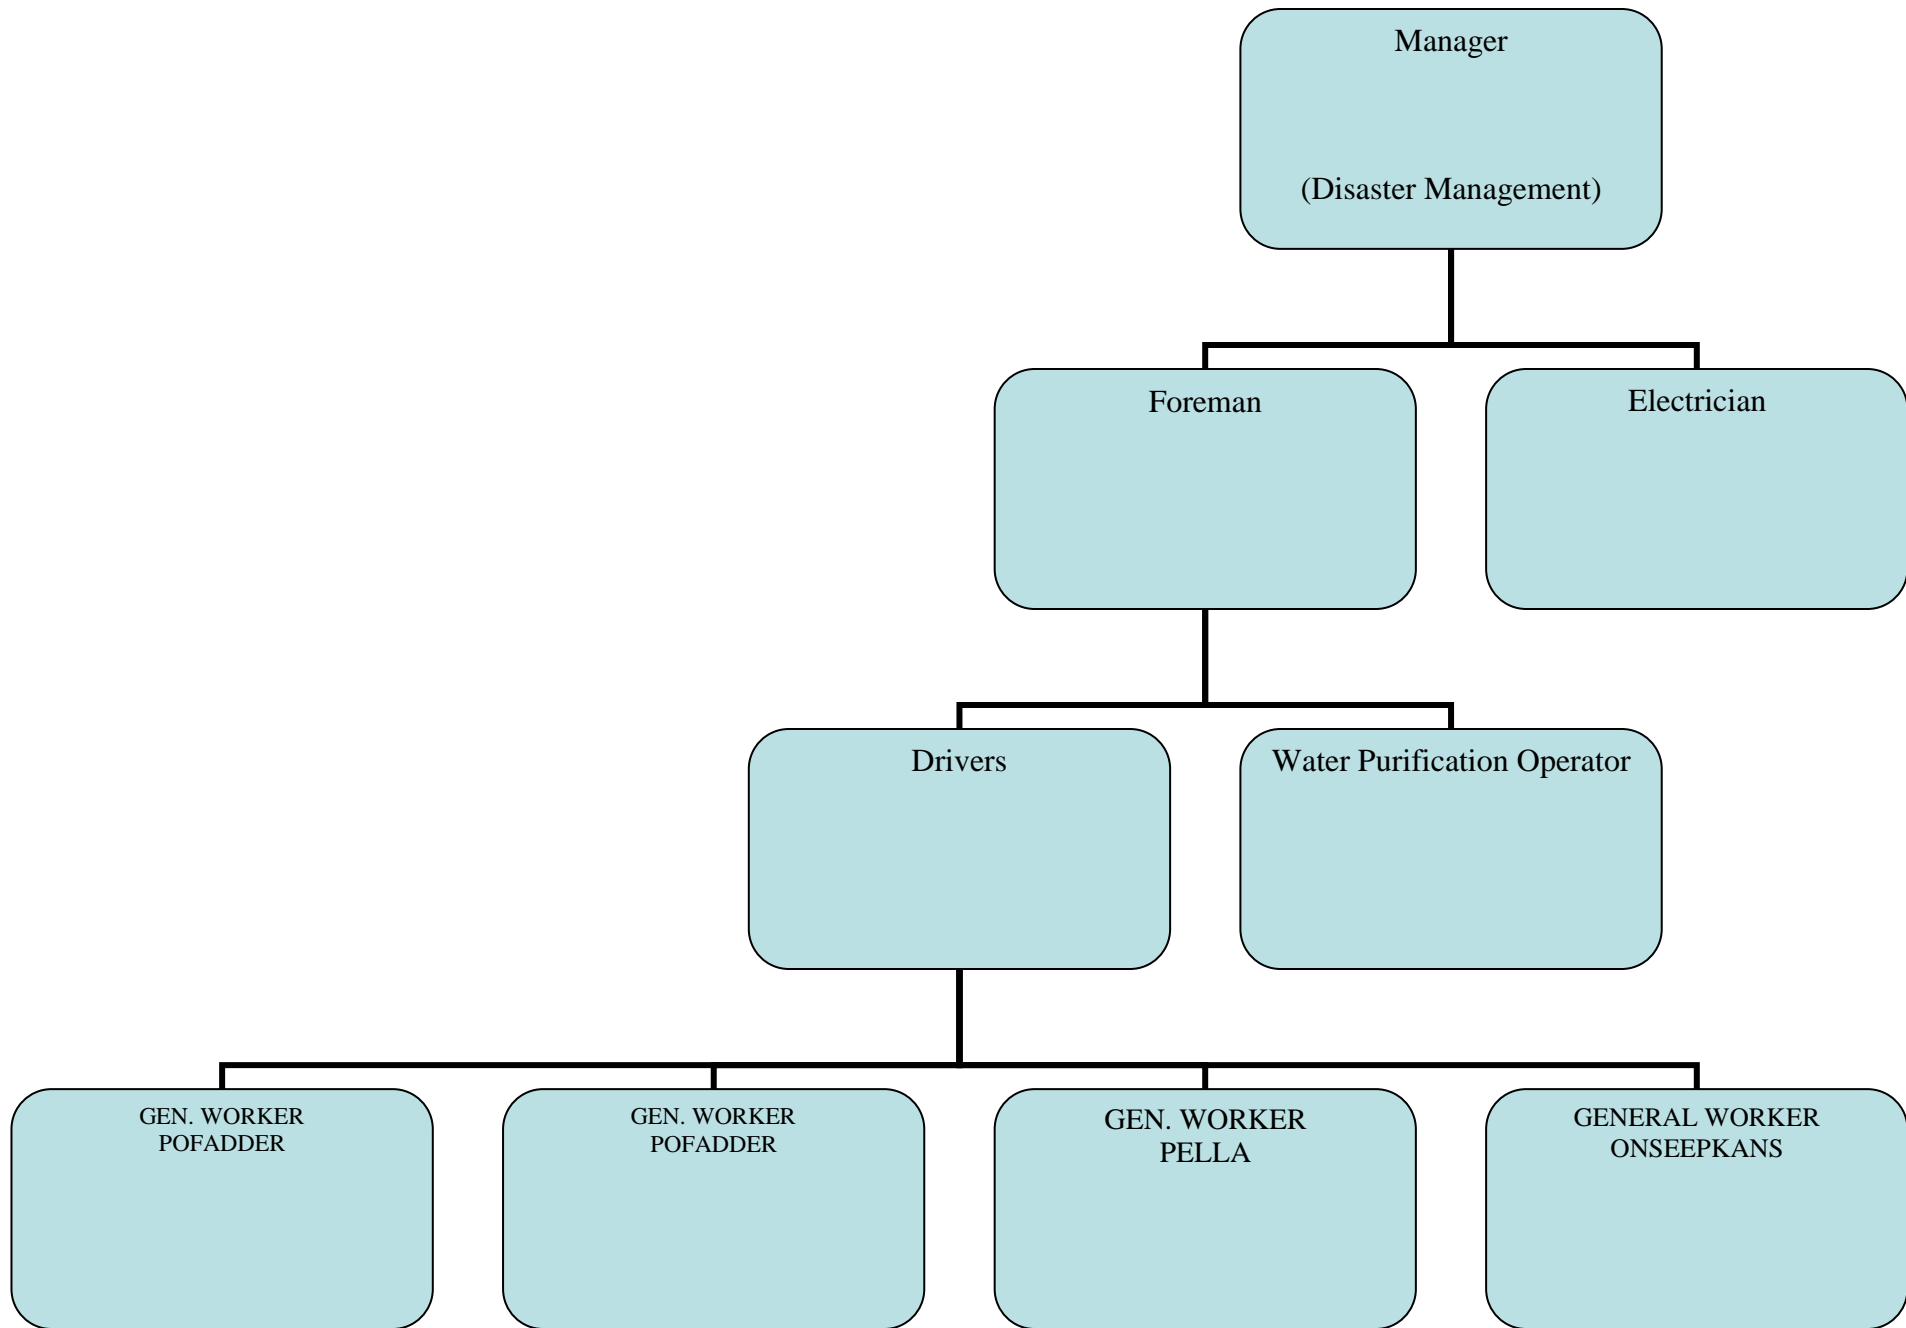 Manager
(Disaster Management)
Foreman
Electrician
Drivers
Water Purification Operator
GEN. WORKER
POFADDER
GEN. WORKER
POFADDER
GEN. WORKER
PELLA
GENERAL WORKER
ONSEEPKANS